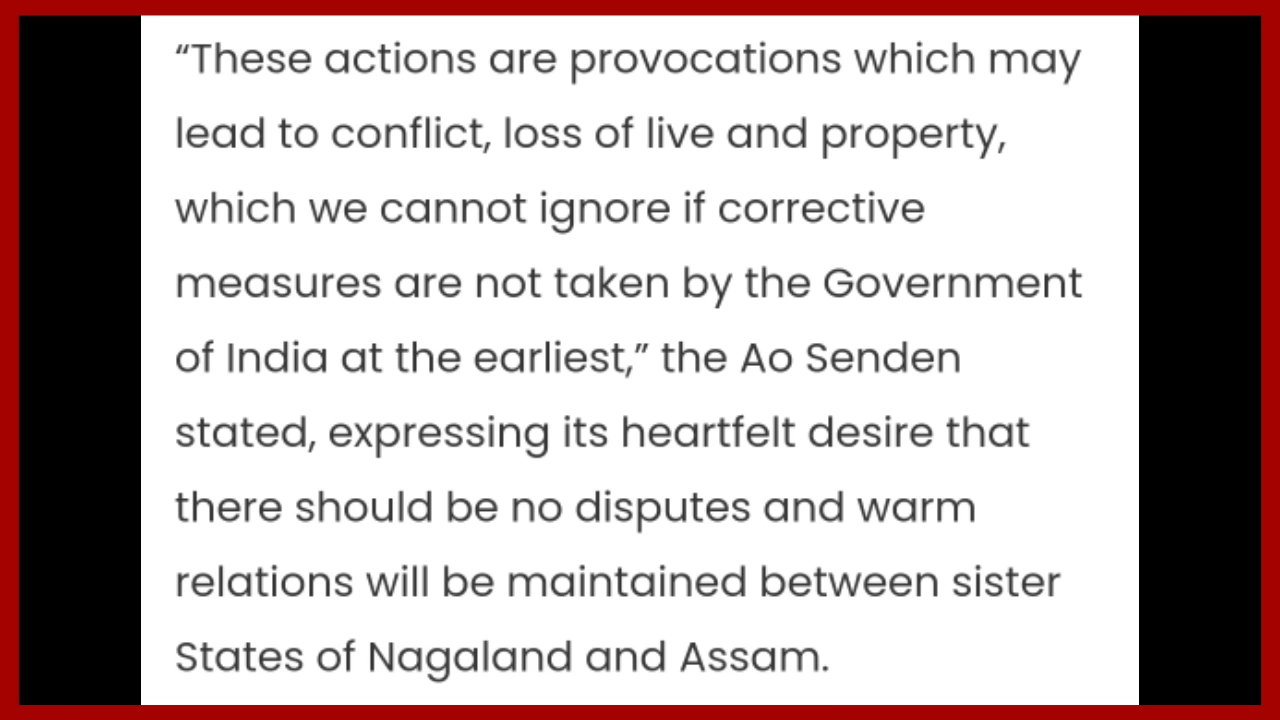 “These actions are provocations which may
lead to conflict, loss of live and property,
which we cannot ignore if corrective
measures are not taken by the Government
of India at the earliest,” the Ao Senden
stated, expressing its heartfelt desire that
there should be no disputes and warm
relations will be maintained between sister
States of Nagaland and Assam.